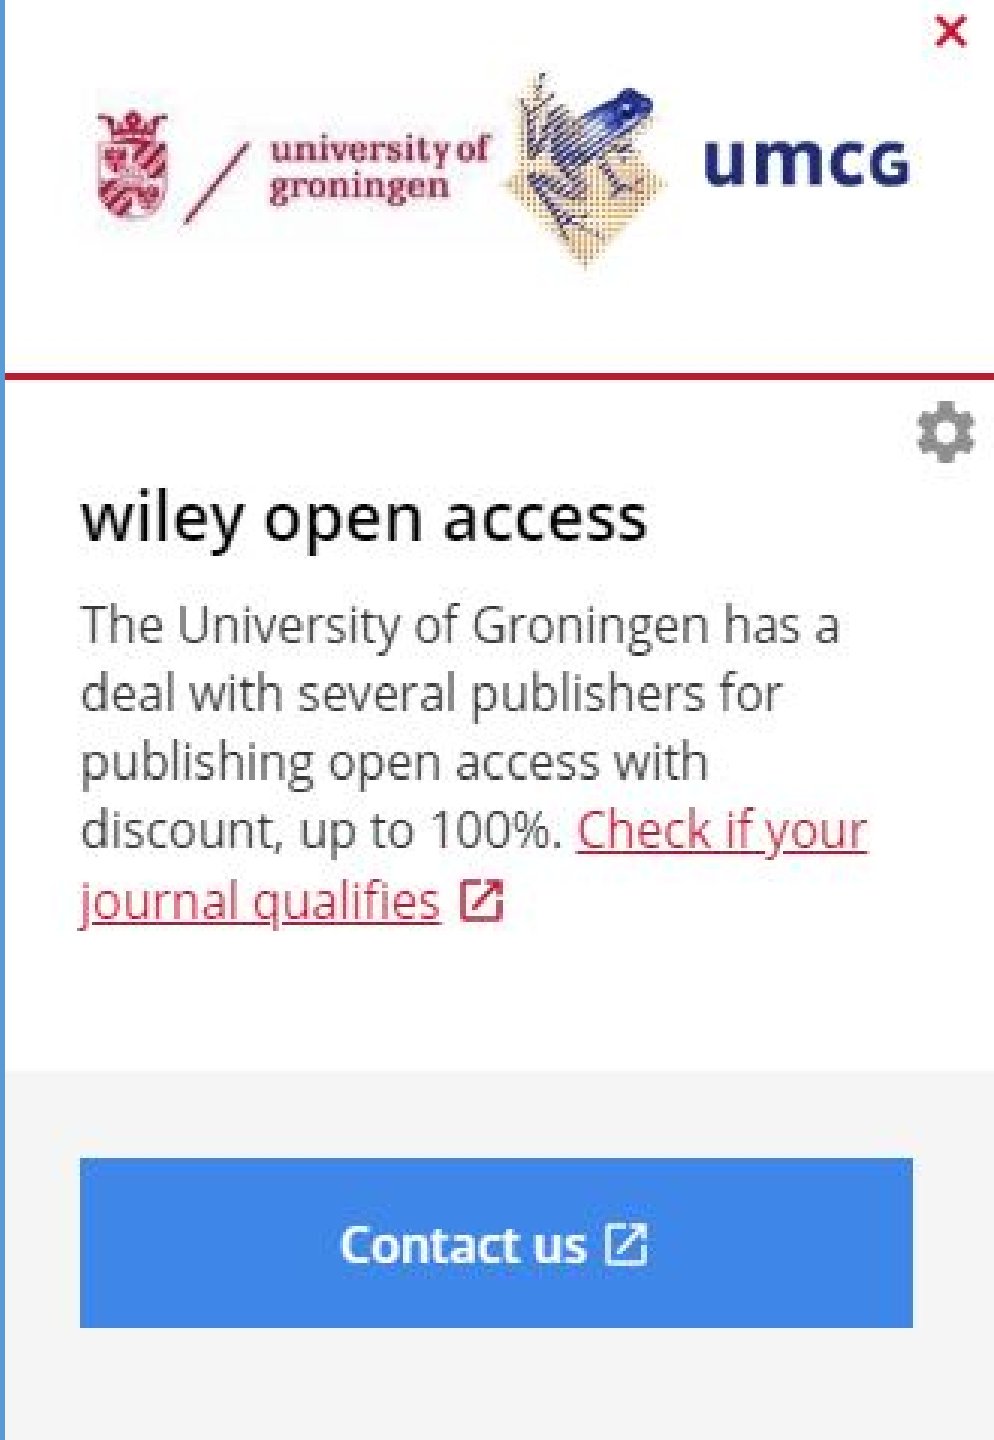 university of
groningen
umcG
wiley open access
The University of Groningen has a
deal with several publishers for
publishing open access with
discount, up to 100%. Check if your
journal qualifies
Contact us